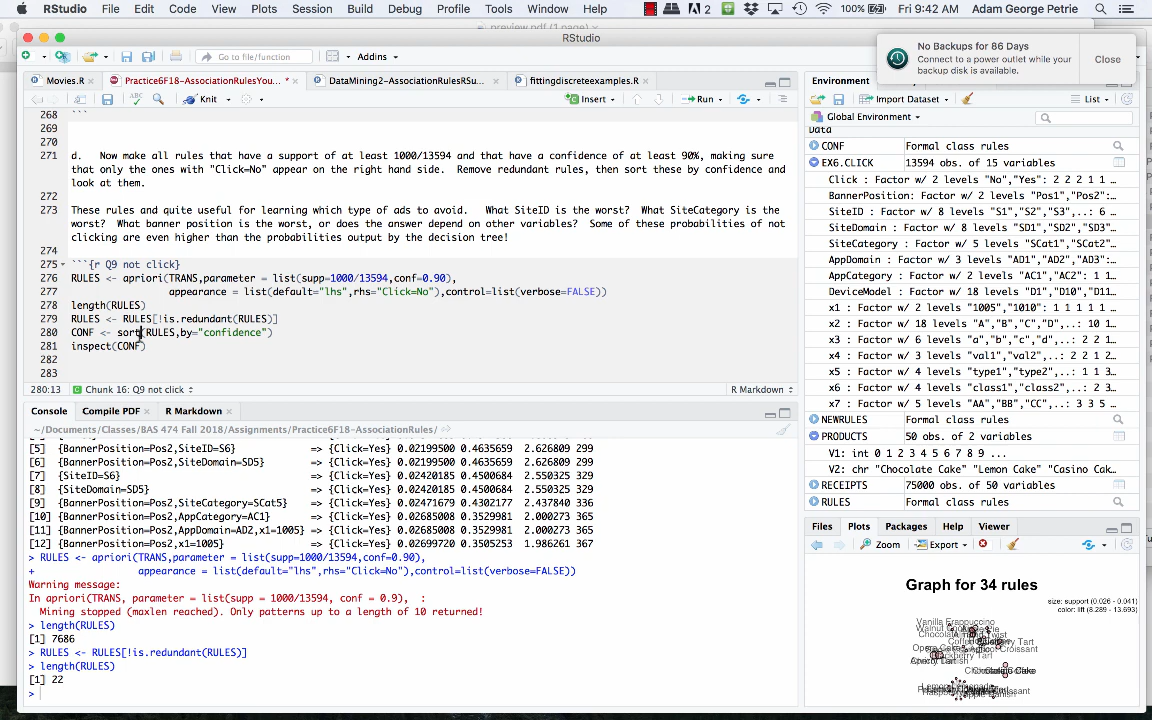 RStudio File Edit Code View Plots Session Build Debug Profile Tools Window Help 100% Fri 9:42 AM Adam George Petrie
preview.pdf (1 page)
RStudio
No Backups for 86 Days
Connect to a power outlet while your
backup disk is available.
Close
Go to file/function Addins
Movies.R Practice6F18-AssociationRulesYou... * DataMining2-AssociationRulesRSu... fittingdiscreteexamples.R
Knit Insert Run
268 ```
269
270
271 d. Now make all rules that have a support of at least 1000/13594 and that have a confidence of at least 90%, making sure
that only the ones with "Click=No" appear on the right hand side. Remove redundant rules, then sort these by confidence and
look at them.
272
273 These rules and quite useful for learning which type of ads to avoid. What SiteID is the worst? What SiteCategory is the
worst? What banner position is the worst, or does the answer depend on other variables? Some of these probabilities of not
clicking are even higher than the probabilities output by the decision tree!
274
275 ```{r Q9 not click}
276 RULES <- apriori(TRANS,parameter = list(supp=1000/13594,conf=0.90),
277 appearance = list(default="lhs",rhs="Click=No"),control=list(verbose=FALSE))
278 length(RULES)
279 RULES <- RULES[!is.redundant(RULES)]
280 CONF <- sort(RULES,by="confidence")
281 inspect(CONF)
282
283
280:13 Chunk 16: Q9 not click R Markdown
Console Compile PDF R Markdown
~/Documents/Classes/BAS 474 Fall 2018/Assignments/Practice6F18-AssociationRules/
[5] {BannerPosition=Pos2,SiteID=S6} => {Click=Yes} 0.02199500 0.4635659 2.626809 299
[6] {BannerPosition=Pos2,SiteDomain=SD5} => {Click=Yes} 0.02199500 0.4635659 2.626809 299
[7] {SiteID=S6} => {Click=Yes} 0.02420185 0.4500684 2.550325 329
[8] {SiteDomain=SD5} => {Click=Yes} 0.02420185 0.4500684 2.550325 329
[9] {BannerPosition=Pos2,SiteCategory=SCat5} => {Click=Yes} 0.02471679 0.4302177 2.437840 336
[10] {BannerPosition=Pos2,AppCategory=AC1} => {Click=Yes} 0.02685008 0.3529981 2.000273 365
[11] {BannerPosition=Pos2,AppDomain=AD2,x1=1005} => {Click=Yes} 0.02685008 0.3529981 2.000273 365
[12] {BannerPosition=Pos2,x1=1005} => {Click=Yes} 0.02699720 0.3505253 1.986261 367
> RULES <- apriori(TRANS,parameter = list(supp=1000/13594,conf=0.90),
+ appearance = list(default="lhs",rhs="Click=No"),control=list(verbose=FALSE))
Warning message:
In apriori(TRANS, parameter = list(supp = 1000/13594, conf = 0.9), :
Mining stopped (maxlen reached). Only patterns up to a length of 10 returned!
> length(RULES)
[1] 7686
> RULES <- RULES[!is.redundant(RULES)]
> length(RULES)
[1] 22
>
Environment
Import Dataset List
Global Environment
Data
CONF Formal class rules
EX6.CLICK 13594 obs. of 15 variables
Click : Factor w/ 2 levels "No","Yes": 2 2 2 1 1 ...
BannerPosition: Factor w/ 2 levels "Pos1","Pos2": ...
SiteID : Factor w/ 8 levels "S1","S2","S3",..: 6 ...
SiteDomain : Factor w/ 8 levels "SD1","SD2","SD3"...
SiteCategory : Factor w/ 5 levels "SCat1","SCat2"...
AppDomain : Factor w/ 3 levels "AD1","AD2","AD3": ...
AppCategory : Factor w/ 2 levels "AC1","AC2": 1 1 ...
DeviceModel : Factor w/ 18 levels "D1","D10","D11...
x1 : Factor w/ 2 levels "1005","1010": 1 1 1 1 1...
x2 : Factor w/ 18 levels "A","B","C","D",..: 10 1...
x3 : Factor w/ 6 levels "a","b","c","d",..: 2 2 2...
x4 : Factor w/ 3 levels "val1","val2",..: 2 2 1 2...
x5 : Factor w/ 4 levels "type1","type2",..: 1 1 3...
x6 : Factor w/ 4 levels "class1","class2",..: 2 3...
x7 : Factor w/ 5 levels "AA","BB","CC",..: 3 3 5 ...
NEWRULES Formal class rules
PRODUCTS 50 obs. of 2 variables
V1: int 0 1 2 3 4 5 6 7 8 9 ...
V2: chr "Chocolate Cake" "Lemon Cake" "Casino Cak...
RECEIPTS 75000 obs. of 50 variables
RULES Formal class rules
Files Plots Packages Help Viewer
Zoom Export
Graph for 34 rules
size: support (0.026 - 0.041)
color: lift (8.289 - 13.693)
Vanilla Frappuccino